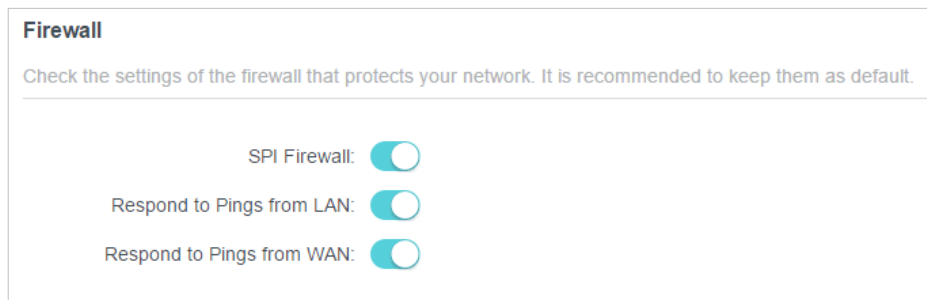 Firewall
Check the settings of the firewall that protects your network. It is recommended to keep them as default.
SPI Firewall:
Respond to Pings from LAN:
Respond to Pings from WAN: